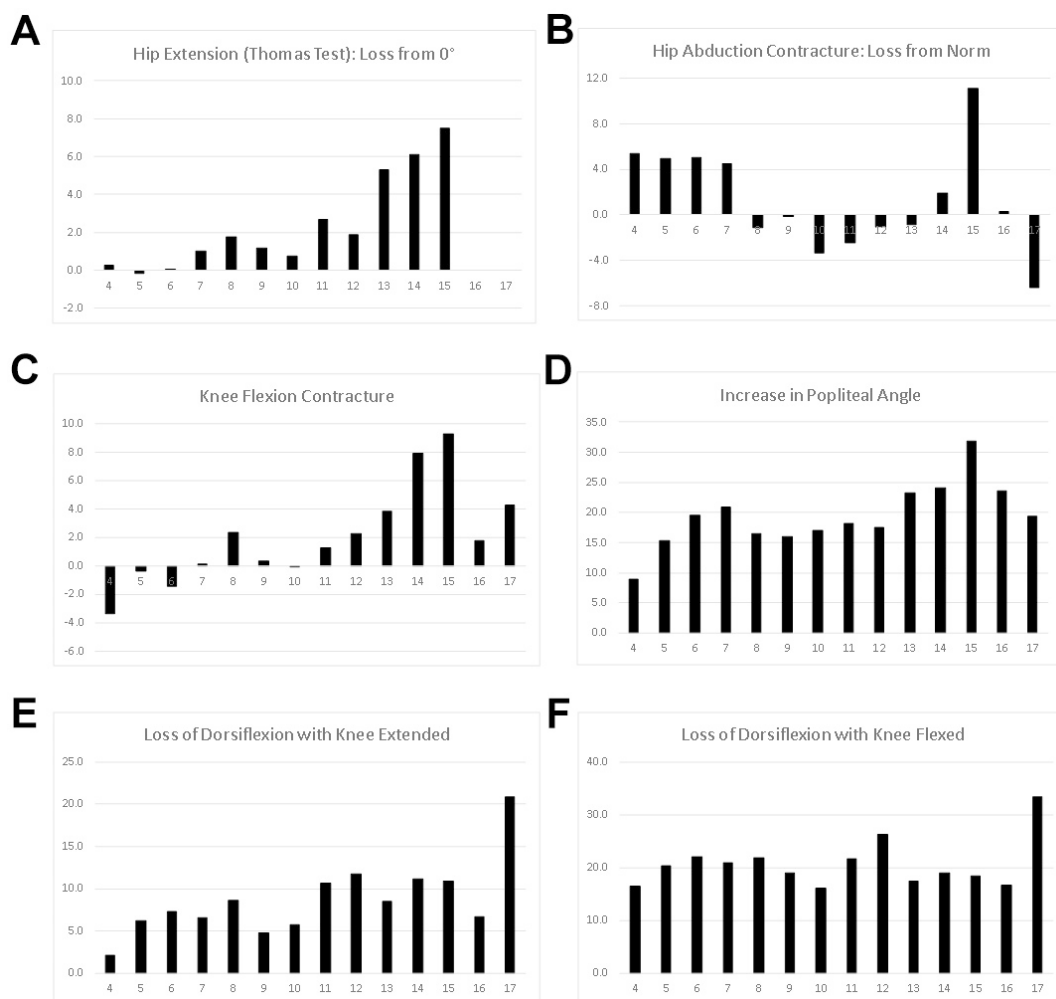 A
Hip Extension (Thomas Test): Loss from 0°
10.0
8.0
6.0
4.0
2.0
0.0
-2.0
4 5 6 7 8 9 10 11 12 13 14 15 16 17
B
Hip Abduction Contracture: Loss from Norm
12.0
8.0
4.0
0.0
-4.0
-8.0
4 5 6 7 8 9 10 11 12 13 14 15 16 17
C
Knee Flexion Contracture
10.0
8.0
6.0
4.0
2.0
0.0
-2.0
-4.0
-6.0
4 5 6 7 8 9 10 11 12 13 14 15 16 17
D
Increase in Popliteal Angle
35.0
30.0
25.0
20.0
15.0
10.0
5.0
0.0
4 5 6 7 8 9 10 11 12 13 14 15 16 17
E
Loss of Dorsiflexion with Knee Extended
25.0
20.0
15.0
10.0
5.0
0.0
4 5 6 7 8 9 10 11 12 13 14 15 16 17
F
Loss of Dorsiflexion with Knee Flexed
40.0
30.0
20.0
10.0
0.0
4 5 6 7 8 9 10 11 12 13 14 15 16 17